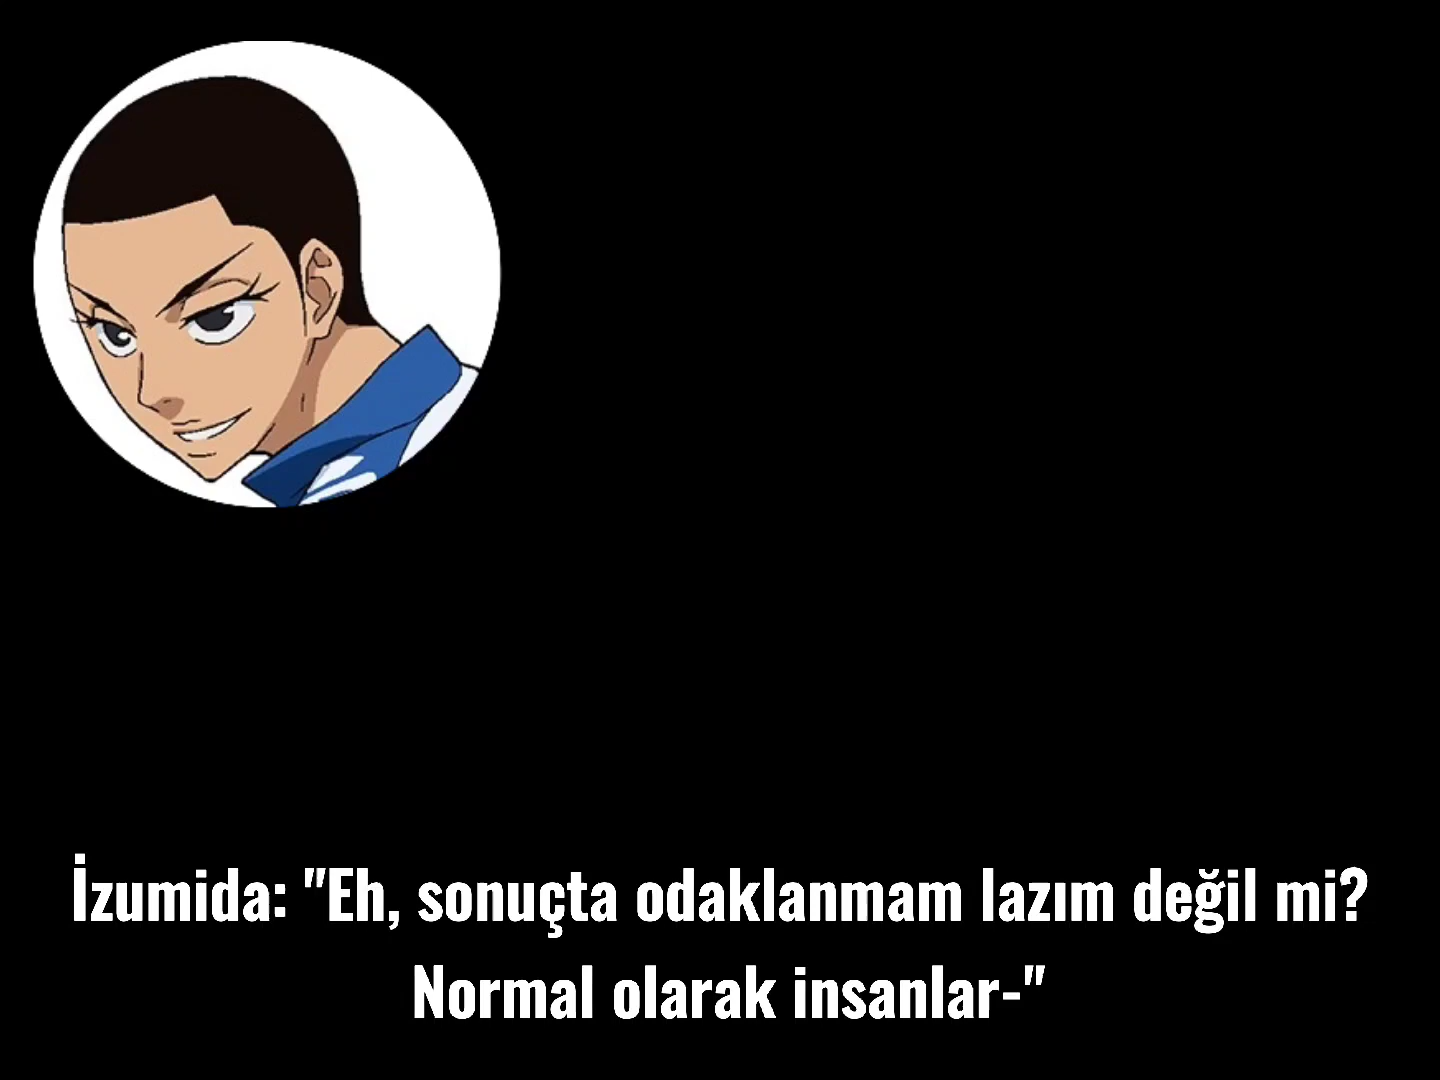 İzumida: "Eh, sonuçta odaklanmam lazım değil mi?
Normal olarak insanlar-"